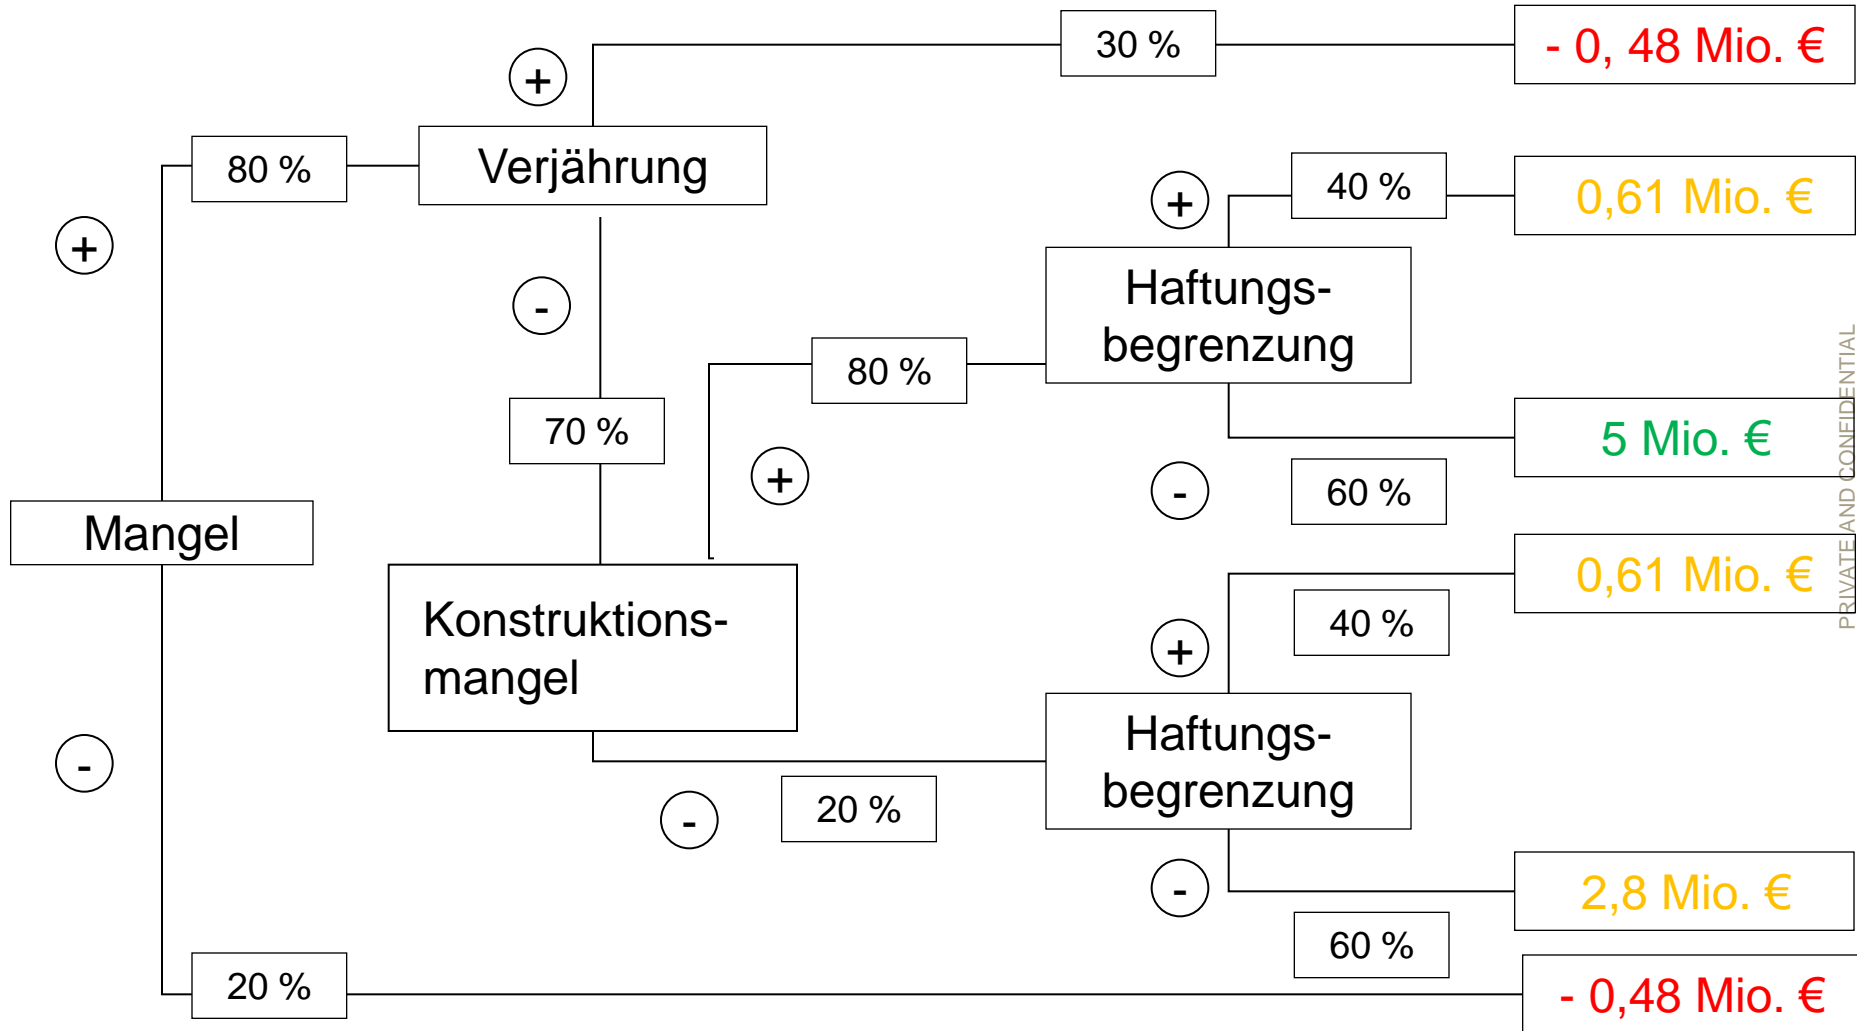 30 %
- 0, 48 Mio. €
+
80 %
Verjährung
+
40 %
0,61 Mio. €
+
-
Haftungs-
begrenzung
80 %
70 %
5 Mio. €
+
-
60 %
Mangel
0,61 Mio. €
Konstruktions-
mangel
40 %
+
Haftungs-
begrenzung
-
20 %
-
-
2,8 Mio. €
60 %
20 %
- 0,48 Mio. €
PRIVATE AND CONFIDENTIAL